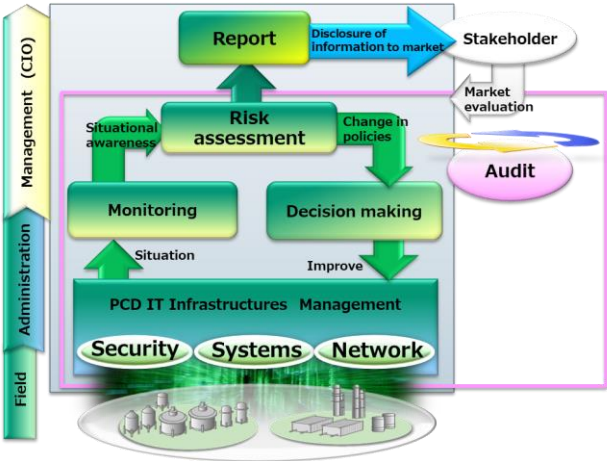 Management (CIO)
Administration
Field
Report
Disclosure of
information to market
Stakeholder
Market
evaluation
Situational
awareness
Risk
assessment
Change in
policies
Audit
Monitoring
Decision making
Situation
Improve
PCD IT Infrastructures Management
Security
Systems
Network